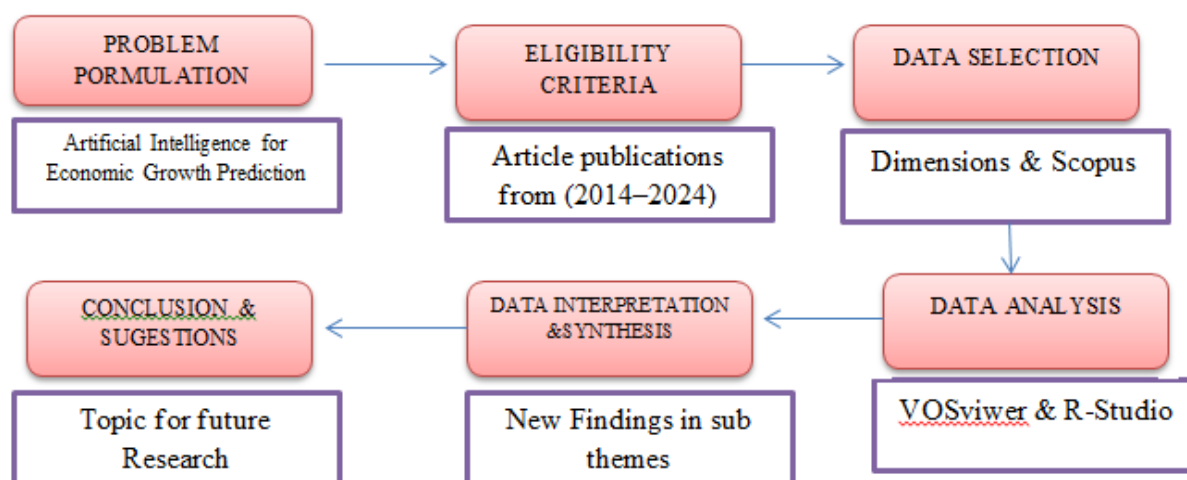 PROBLEM
PORMULATION
Artificial Intelligence for
Economic Growth Prediction
ELIGIBILITY
CRITERIA
Article publications
from (2014–2024)
DATA SELECTION
Dimensions & Scopus
DATA ANALYSIS
VOSviwer & R-Studio
DATA INTERPRETATION
&SYNTHESIS
New Findings in sub
themes
CONCLUSION &
SUGESTIONS
Topic for future
Research